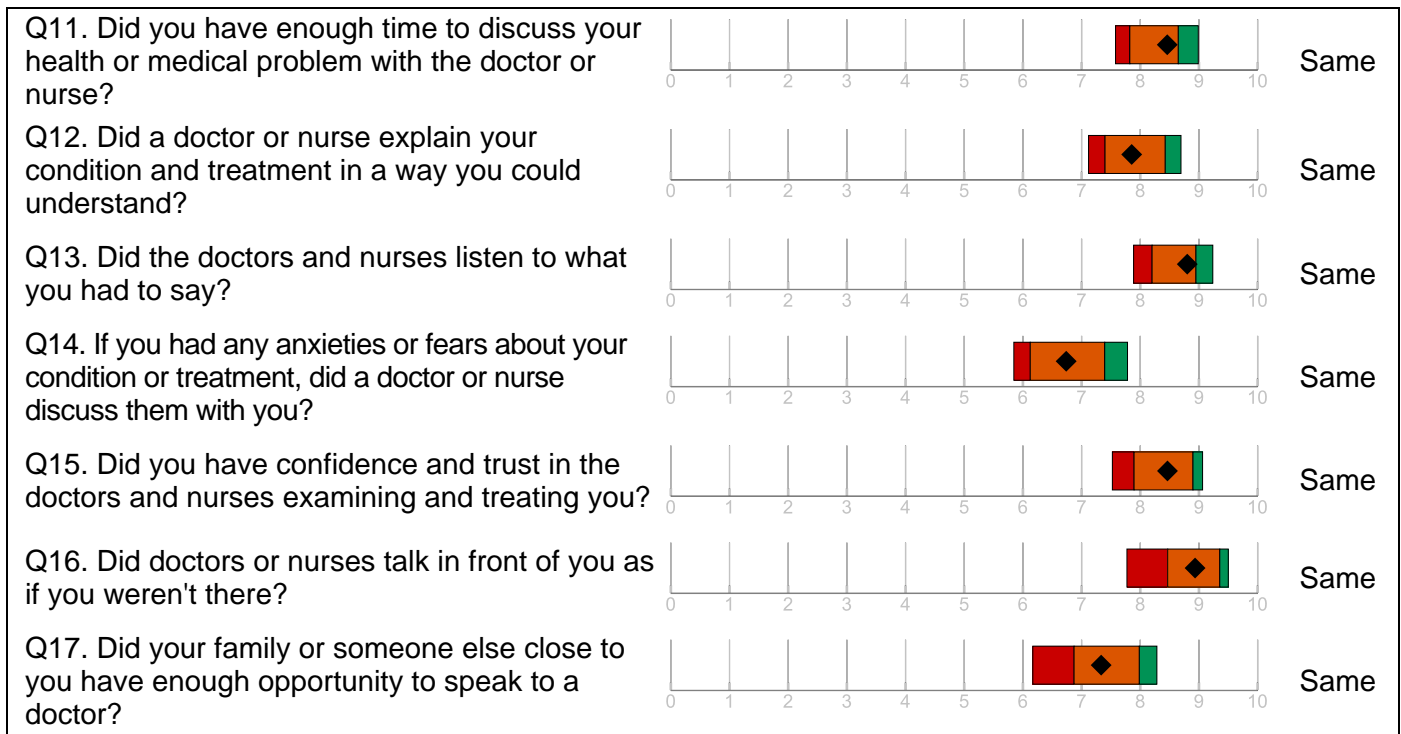 Q11. Did you have enough time to discuss your
health or medical problem with the doctor or
nurse?
0 1 2 3 4 5 6 7 8 9 10
Same
Q12. Did a doctor or nurse explain your
condition and treatment in a way you could
understand?
0 1 2 3 4 5 6 7 8 9 10
Same
Q13. Did the doctors and nurses listen to what
you had to say?
0 1 2 3 4 5 6 7 8 9 10
Same
Q14. If you had any anxieties or fears about your
condition or treatment, did a doctor or nurse
discuss them with you?
0 1 2 3 4 5 6 7 8 9 10
Same
Q15. Did you have confidence and trust in the
doctors and nurses examining and treating you?
0 1 2 3 4 5 6 7 8 9 10
Same
Q16. Did doctors or nurses talk in front of you as
if you weren't there?
0 1 2 3 4 5 6 7 8 9 10
Same
Q17. Did your family or someone else close to
you have enough opportunity to speak to a
doctor?
0 1 2 3 4 5 6 7 8 9 10
Same